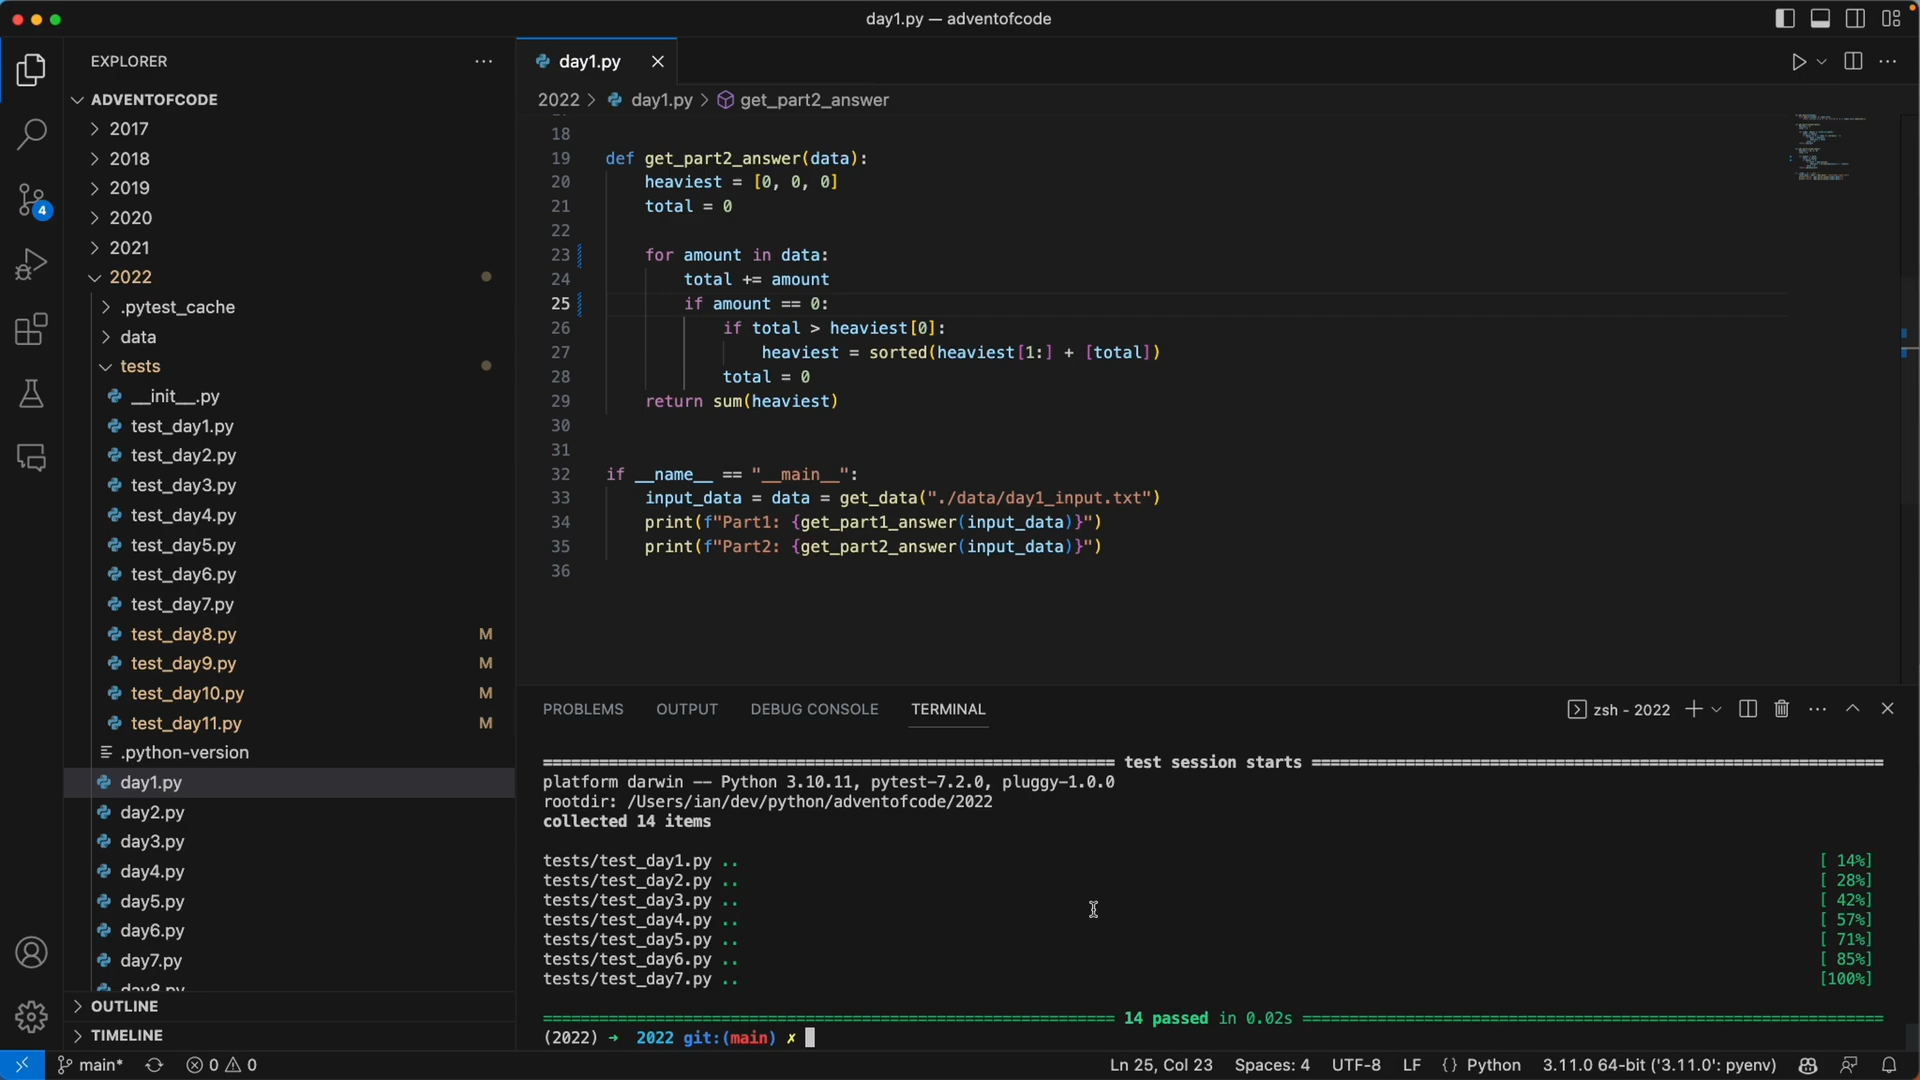 day1.py — adventofcode
EXPLORER
ADVENTOFCODE
2017
2018
2019
2020
2021
2022
.pytest_cache
data
tests
__init__.py
test_day1.py
test_day2.py
test_day3.py
test_day4.py
test_day5.py
test_day6.py
test_day7.py
test_day8.py M
test_day9.py M
test_day10.py M
test_day11.py M
.python-version
day1.py
day2.py
day3.py
day4.py
day5.py
day6.py
day7.py
day8.py
OUTLINE
TIMELINE
4
day1.py
2022 > day1.py > get_part2_answer
18
19 def get_part2_answer(data):
20 heaviest = [0, 0, 0]
21 total = 0
22
23 for amount in data:
24 total += amount
25 if amount == 0:
26 if total > heaviest[0]:
27 heaviest = sorted(heaviest[1:] + [total])
28 total = 0
29 return sum(heaviest)
30
31
32 if __name__ == "__main__":
33 input_data = data = get_data("./data/day1_input.txt")
34 print(f"Part1: {get_part1_answer(input_data)}")
35 print(f"Part2: {get_part2_answer(input_data)}")
36
PROBLEMS OUTPUT DEBUG CONSOLE TERMINAL
zsh - 2022
test session starts
platform darwin -- Python 3.10.11, pytest-7.2.0, pluggy-1.0.0
rootdir: /Users/ian/dev/python/adventofcode/2022
collected 14 items
tests/test_day1.py .. [ 14%]
tests/test_day2.py .. [ 28%]
tests/test_day3.py .. [ 42%]
tests/test_day4.py .. [ 57%]
tests/test_day5.py .. [ 71%]
tests/test_day6.py .. [ 85%]
tests/test_day7.py .. [100%]
14 passed in 0.02s
(2022) → 2022 git:(main) ✗
main* 0 0 Ln 25, Col 23 Spaces: 4 UTF-8 LF {} Python 3.11.0 64-bit ('3.11.0': pyenv)